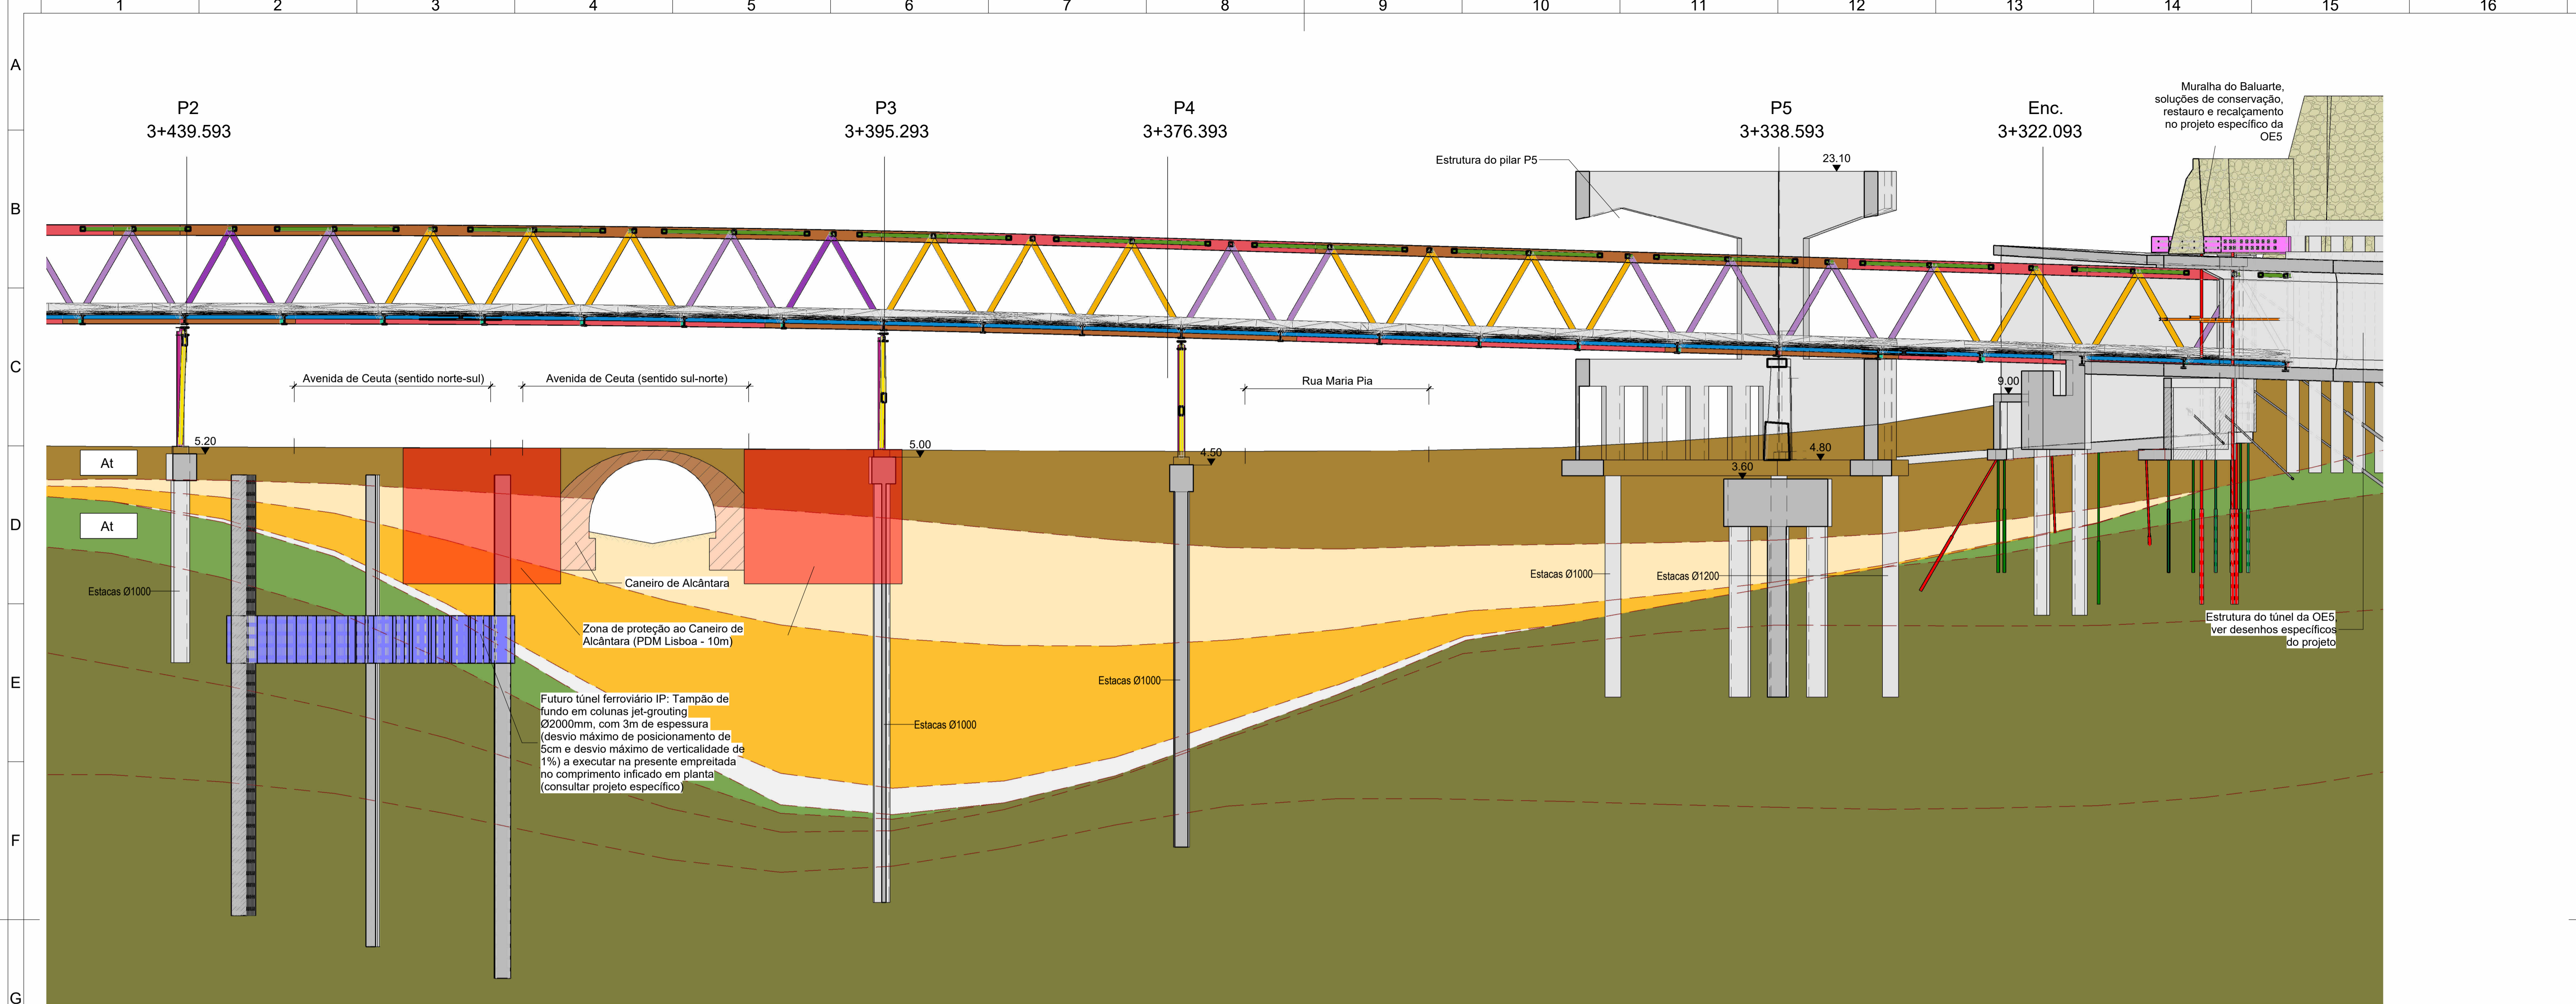 1 2 3 4 5 6 7 8 9 10 11 12 13 14 15 16
A
B
C
D
E
F
G
P2
3+439.593
P3
3+395.293
P4
3+376.393
P5
3+338.593
Enc.
3+322.093
Muralha do Baluarte,
soluções de conservação,
restauro e recalçamento
no projeto específico da
OE5
Estrutura do pilar P5
23.10
Avenida de Ceuta (sentido norte-sul)
Avenida de Ceuta (sentido sul-norte)
Rua Maria Pia
9.00
5.20
5.00
4.50
4.80
3.60
At
At
Estacas Ø1000
Caneiro de Alcântara
Estacas Ø1000
Estacas Ø1200
Zona de proteção ao Caneiro de
Alcântara (PDM Lisboa - 10m)
Estrutura do túnel da OE5,
ver desenhos específicos
do projeto
Estacas Ø1000
Estacas Ø1000
Futuro túnel ferroviário IP: Tampão de
fundo em colunas jet-grouting
Ø2000mm, com 3m de espessura
(desvio máximo de posicionamento de
5cm e desvio máximo de verticalidade de
1%) a executar na presente empreitada
no comprimento inficado em planta
(consultar projeto específico)